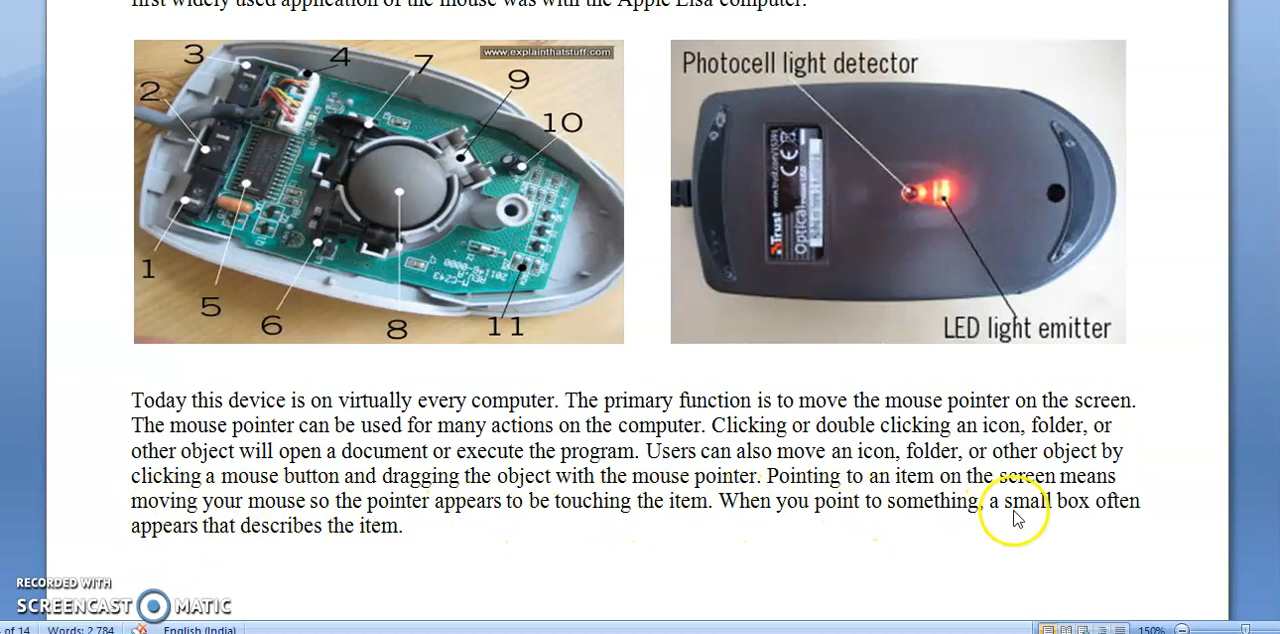 first widely used application of the mouse was with the Apple Lisa computer.
www.explainthatstuff.com
3
4
7
9
2
10
1
5
6
8
11
Photocell light detector
Trust
Optical
LED light emitter
Today this device is on virtually every computer. The primary function is to move the mouse pointer on the screen.
The mouse pointer can be used for many actions on the computer. Clicking or double clicking an icon, folder, or
other object will open a document or execute the program. Users can also move an icon, folder, or other object by
clicking a mouse button and dragging the object with the mouse pointer. Pointing to an item on the screen means
moving your mouse so the pointer appears to be touching the item. When you point to something, a small box often
appears that describes the item.
RECORDED WITH
SCREENCAST MATIC
of 14 Words: 2,784 English (India) 150%